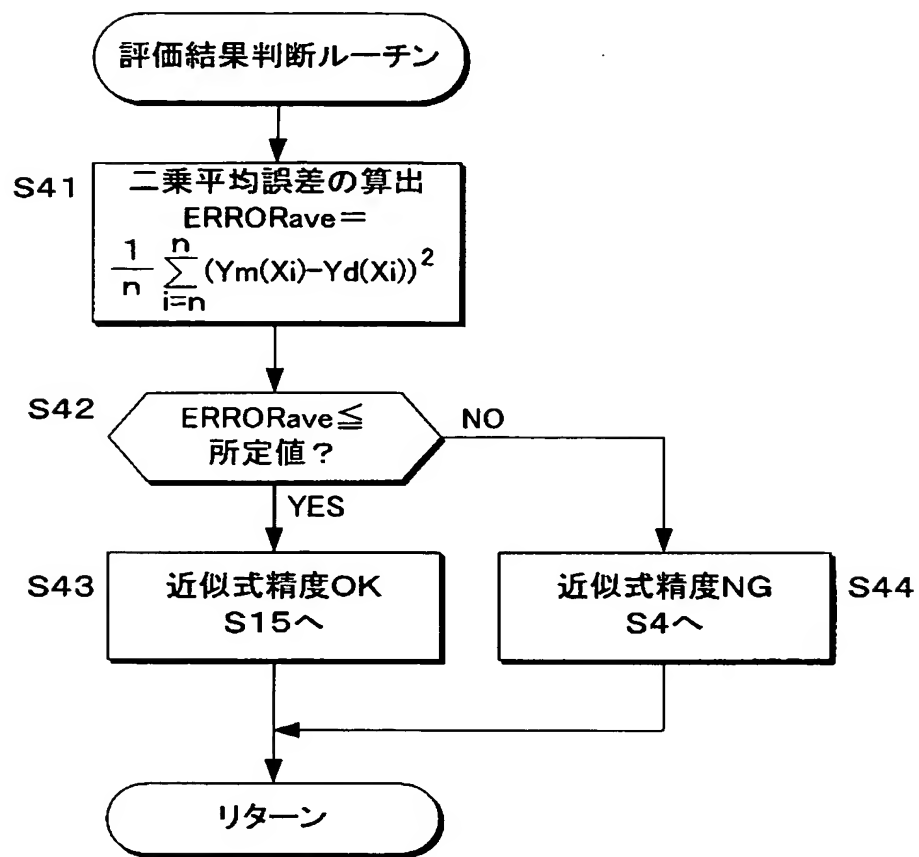 評価結果判断ルーチン
S41
二乗平均誤差の算出
ERRORave＝
1/n n∑i=n (Ym(Xi)-Yd(Xi))²
S42
ERRORave≦
所定値？
NO
YES
S43
近似式精度OK
S15へ
近似式精度NG
S4へ
S44
リターン